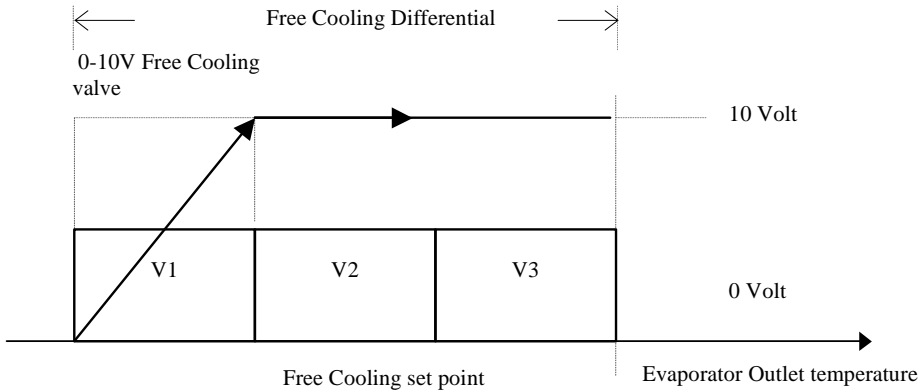 Free Cooling Differential
0-10V Free Cooling
valve
10 Volt
V1
V2
V3
0 Volt
Free Cooling set point
Evaporator Outlet temperature